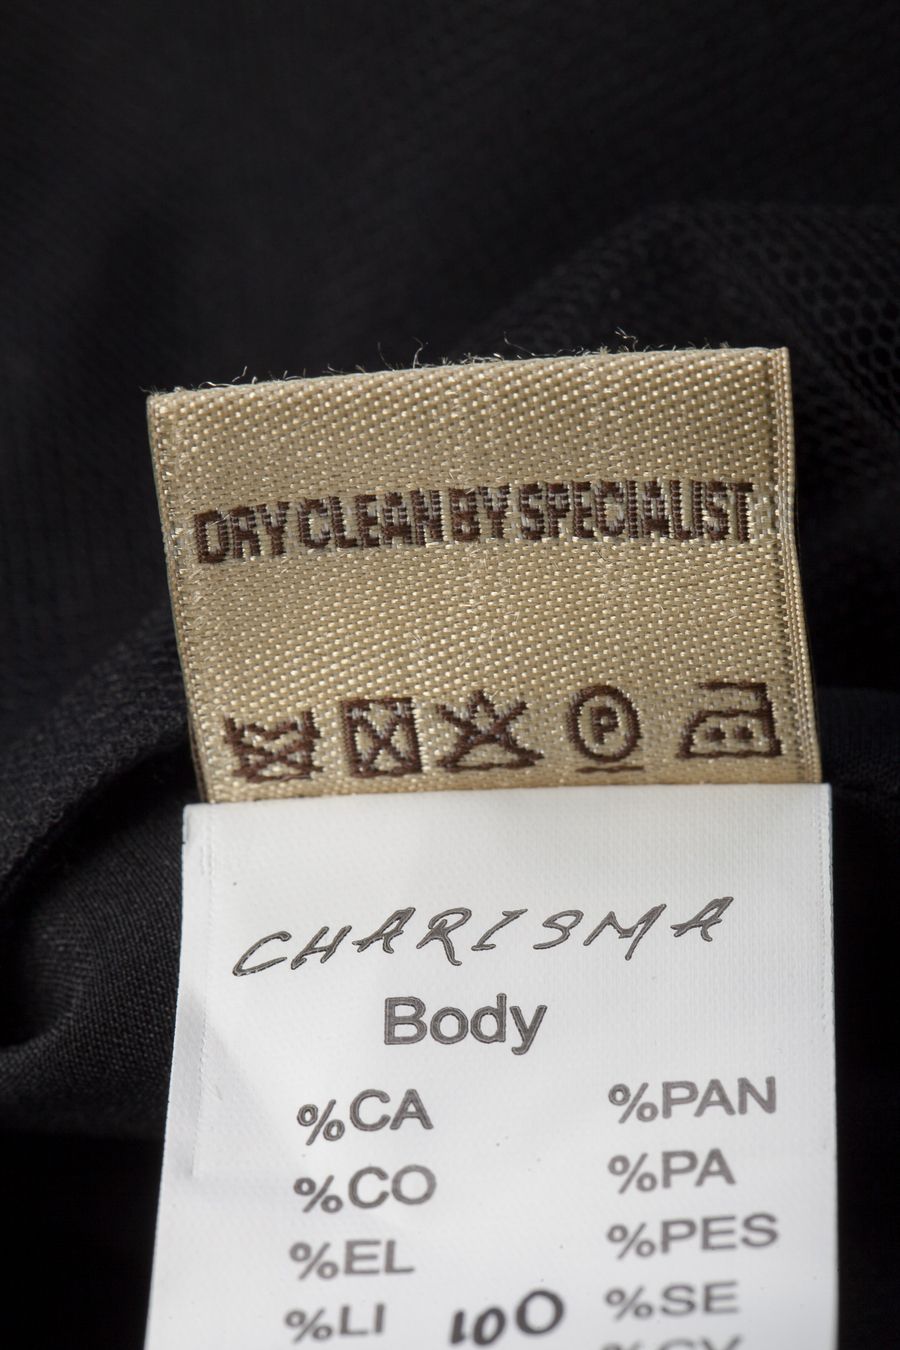 DRY CLEAN BY SPECIALIST
P
CHARISMA
Body
%CA %PAN
%CO %PA
%EL %PES
%LI 100 %SE